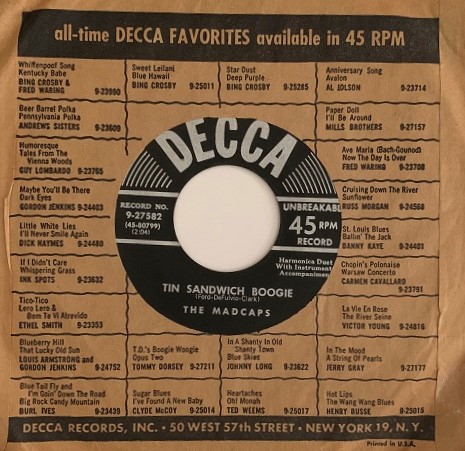 all-time DECCA FAVORITES available in 45 RPM
Whiffenpoof Song
Kentucky Babe
BING CROSBY &
FRED WARING 9-23990
Sweet Leilani
Blue Hawaii
BING CROSBY 9-25011
Star Dust
Deep Purple
BING CROSBY 9-25285
Anniversary Song
Avalon
AL JOLSON 9-23714
Beer Barrel Polka
Pennsylvania Polka
ANDREWS SISTERS 9-23609
Paper Doll
I'll Be Around
MILLS BROTHERS 9-27157
Humoresque
Tales From The
Vienna Woods
GUY LOMBARDO 9-23765
Ave Maria (Bach-Gounod)
Now The Day Is Over
FRED WARING 9-23708
Maybe You'll Be There
Dark Eyes
GORDON JENKINS 9-24403
Cruising Down The River
Sunflower
RUSS MORGAN 9-24568
Little White Lies
I'll Never Smile Again
DICK HAYMES 9-24480
St. Louis Blues
Ballin' The Jack
DANNY KAYE 9-24401
If I Didn't Care
Whispering Grass
INK SPOTS 9-23632
Chopin's Polonaise
Warsaw Concerto
CARMEN CAVALLARO
9-23791
Tico-Tico
Lero Lero &
Bem Te Vi Atrevido
ETHEL SMITH 9-23353
La Vie En Rose
The River Seine
VICTOR YOUNG 9-24816
DECCA
RECORD NO.
9-27582
(45-80799)
(2:04)
UNBREAKABLE
45 RPM
RECORD
Harmonica Duet
With Instrument
Accompanimen
TIN SANDWICH BOOGIE
(Ford-DeFulvio-Clark)
THE MADCAPS
Blueberry Hill
That Lucky Old Sun
LOUIS ARMSTRONG and
GORDON JENKINS 9-24752
T.D.'s Boogie Woogie
Opus Two
TOMMY DORSEY 9-27211
In A Shanty In Old
Shanty Town
Blue Skies
JOHNNY LONG 9-23622
In The Mood
A String Of Pearls
JERRY GRAY 9-27177
Blue Tail Fly and
I'm Goin' Down The Road
Big Rock Candy Mountain
BURL IVES 9-23439
Sugar Blues
I've Found A New Baby
CLYDE McCOY 9-25014
Heartaches
Oh! Monah
TED WEEMS 9-25017
Hot Lips
The Wang Wang Blues
HENRY BUSSE 9-25015
DECCA RECORDS, INC. • 50 WEST 57th STREET • NEW YORK 19, N. Y.
Printed in U.S.A.